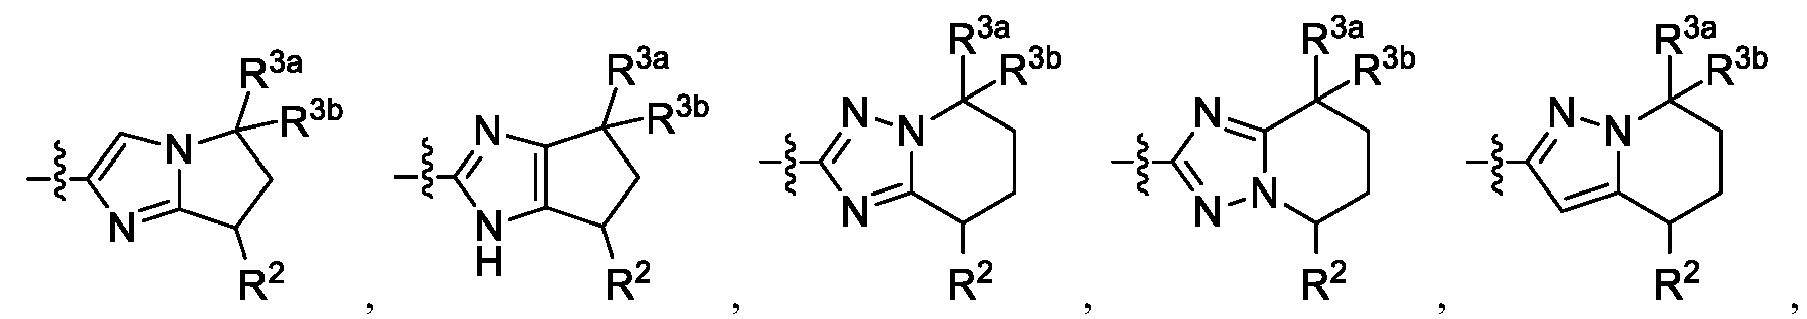 R3a R3b N N R2 ,
R3a R3b N N H R2 ,
R3a R3b N N N R2 ,
R3a R3b N N N R2 ,
R3a R3b N N R2 ,